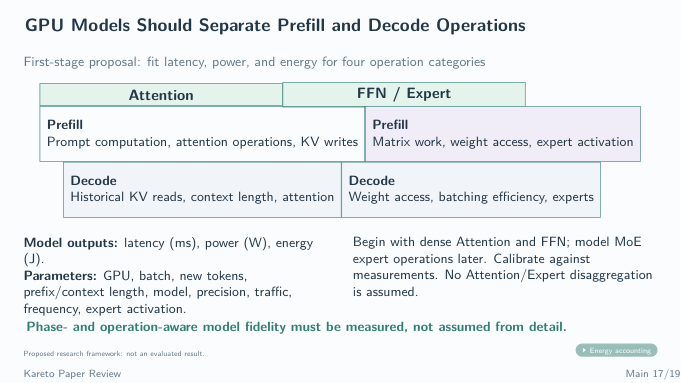 GPU Models Should Separate Prefill and Decode Operations
First-stage proposal: fit latency, power, and energy for four operation categories
Attention
FFN / Expert
Prefill
Prompt computation, attention operations, KV writes
Prefill
Matrix work, weight access, expert activation
Decode
Historical KV reads, context length, attention
Decode
Weight access, batching efficiency, experts
Model outputs: latency (ms), power (W), energy
(J).
Parameters: GPU, batch, new tokens,
prefix/context length, model, precision, traffic,
frequency, expert activation.
Begin with dense Attention and FFN; model MoE
expert operations later. Calibrate against
measurements. No Attention/Expert disaggregation
is assumed.
Phase- and operation-aware model fidelity must be measured, not assumed from detail.
Proposed research framework: not an evaluated result.
Energy accounting
Kareto Paper Review
Main 17/19